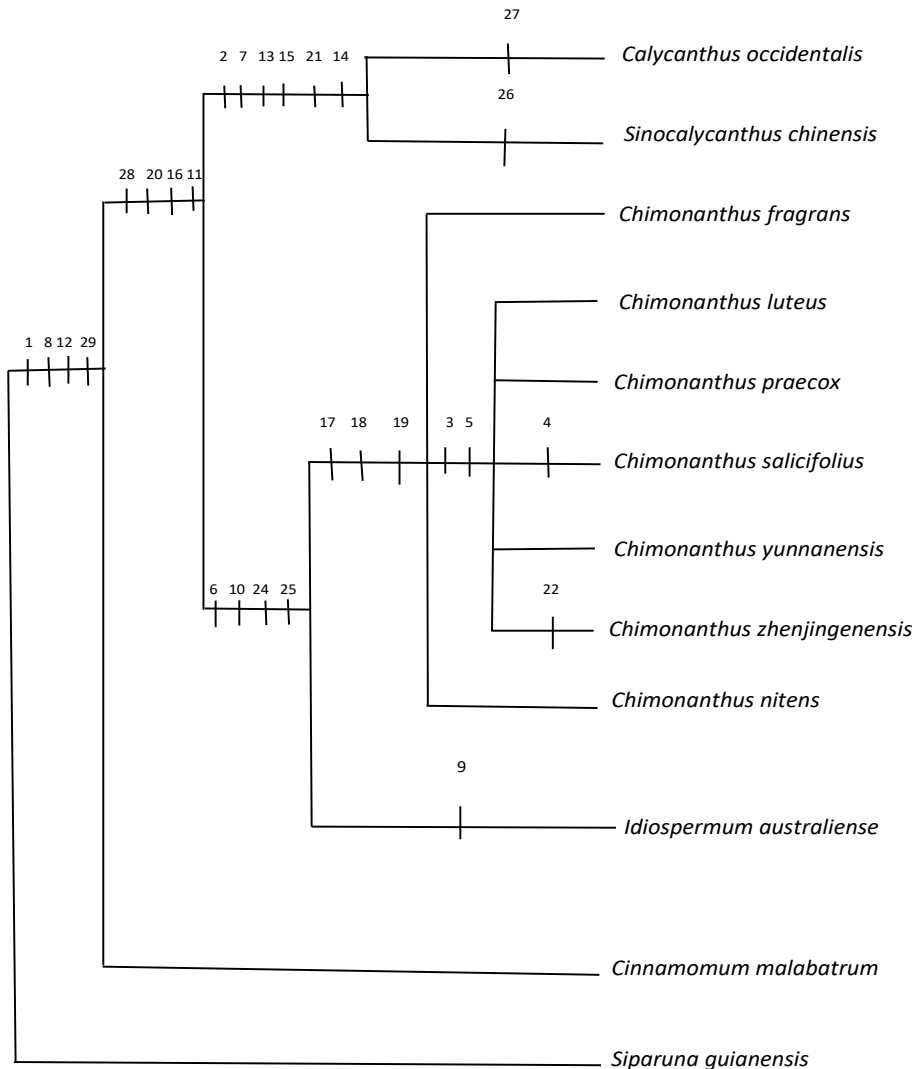 27
Calycanthus occidentalis
2 7 13 15 21 14
26
Sinocalycanthus chinensis
28 20 16 11
Chimonanthus fragrans
Chimonanthus luteus
1 8 12 29
Chimonanthus praecox
17 18 19 3 5 4
Chimonanthus salicifolius
Chimonanthus yunnanensis
6 10 24 25 22
Chimonanthus zhenjingenensis
Chimonanthus nitens
9
Idiospermum australiense
Cinnamomum malabatrum
Siparuna guianensis